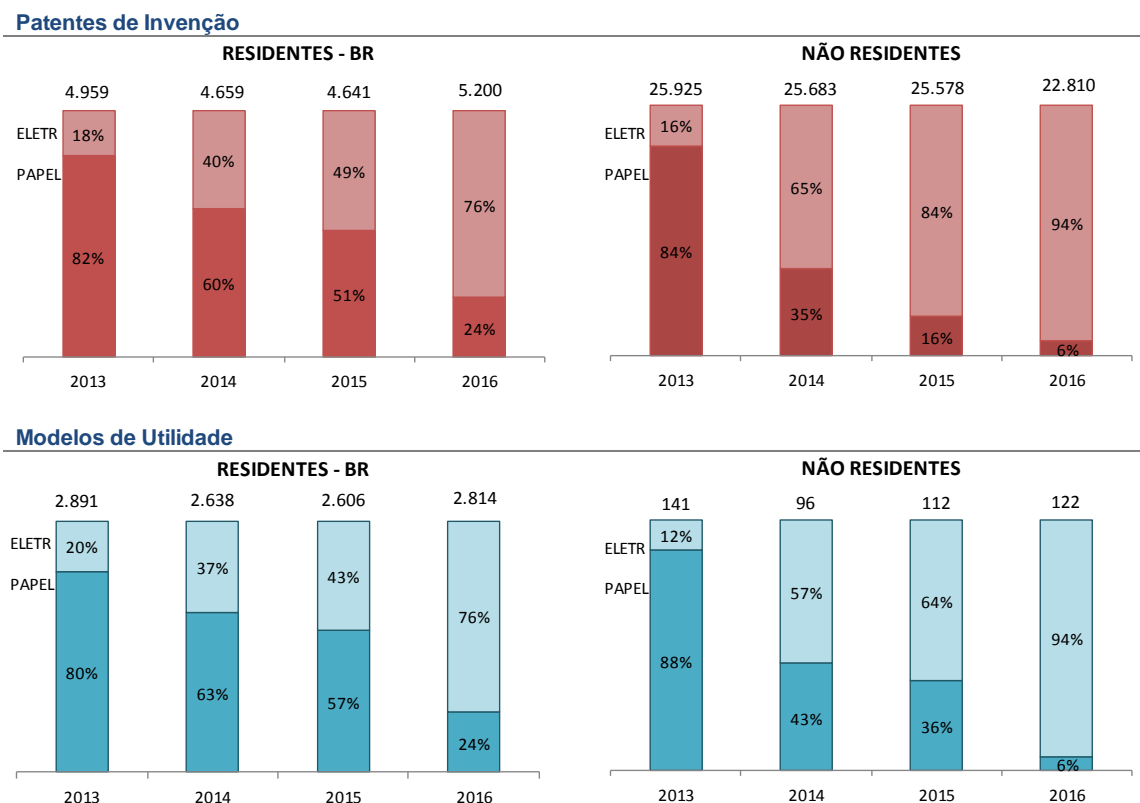 Patentes de Invenção
RESIDENTES - BR
4.959 4.659 4.641 5.200
ELETR 18% 40% 49% 76%
PAPEL 82% 60% 51% 24%
2013 2014 2015 2016
NÃO RESIDENTES
25.925 25.683 25.578 22.810
ELETR 16% 65% 84% 94%
PAPEL 84% 35% 16% 6%
2013 2014 2015 2016
Modelos de Utilidade
RESIDENTES - BR
2.891 2.638 2.606 2.814
ELETR 20% 37% 43% 76%
PAPEL 80% 63% 57% 24%
2013 2014 2015 2016
NÃO RESIDENTES
141 96 112 122
ELETR 12% 57% 64% 94%
PAPEL 88% 43% 36% 6%
2013 2014 2015 2016